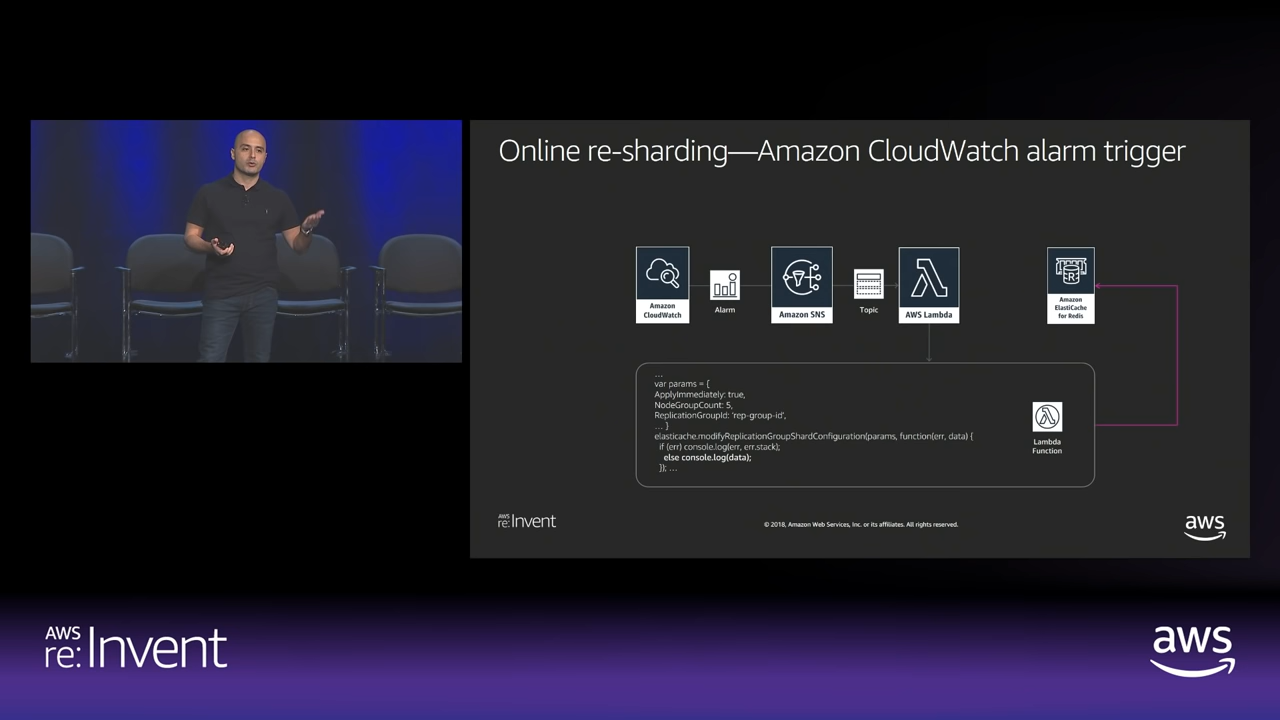 Online re-sharding—Amazon CloudWatch alarm trigger
Amazon
CloudWatch
Alarm
Amazon SNS
Topic
AWS Lambda
Amazon
ElastiCache
for Redis
...
var params = {
ApplyImmediately: true,
NodeGroupCount: 5,
ReplicationGroupId: 'rep-group-id',
... }
elasticache.modifyReplicationGroupShardConfiguration(params, function(err, data) {
if (err) console.log(err, err.stack);
else console.log(data);
}); ...
Lambda
Function
AWS
re:Invent
© 2018, Amazon Web Services, Inc. or its affiliates. All rights reserved.
aws
AWS
re:Invent
aws